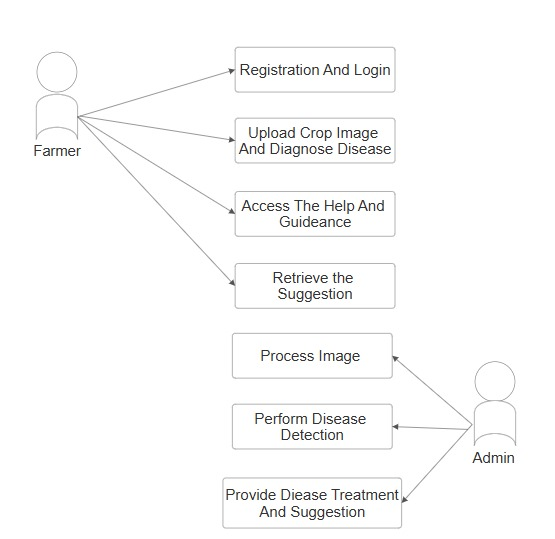 Registration And Login
Farmer
Upload Crop Image
And Diagnose Disease
Access The Help And
Guideance
Retrieve the
Suggestion
Process Image
Perform Disease
Detection
Admin
Provide Diease Treatment
And Suggestion